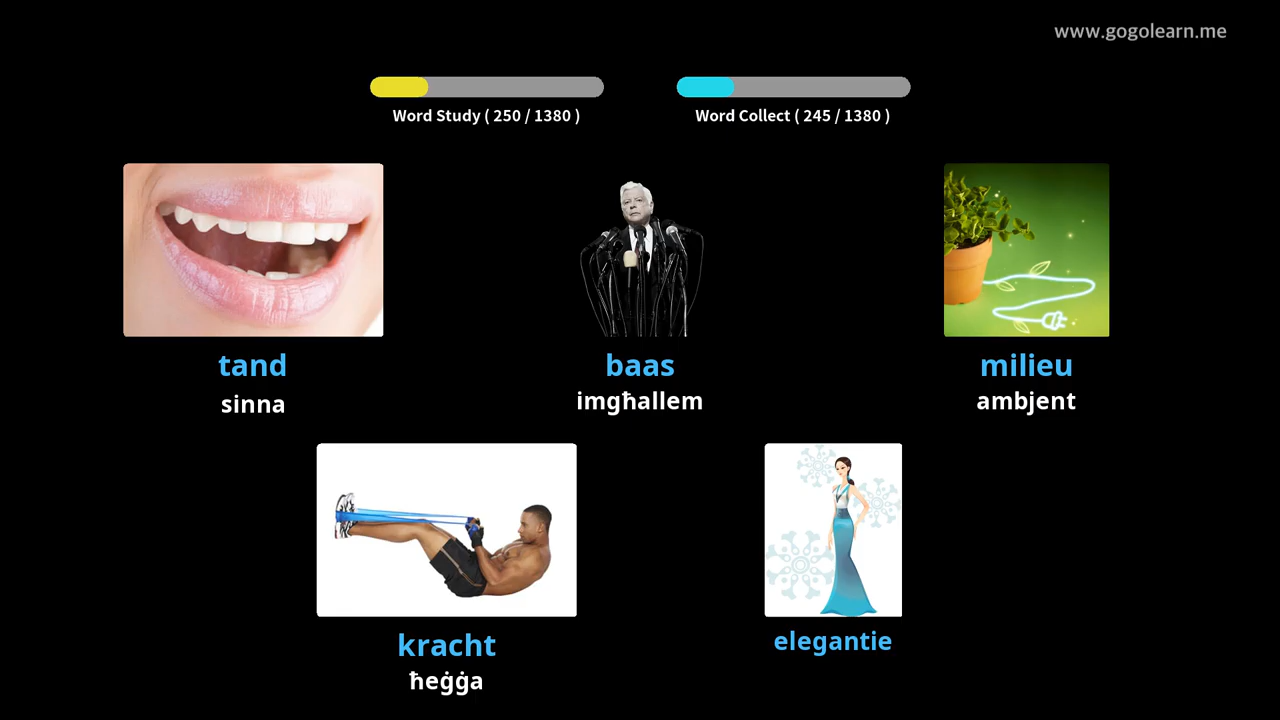 www.gogolearn.me
Word Study ( 250 / 1380 )
Word Collect ( 245 / 1380 )
tand
sinna
baas
imgħallem
milieu
ambjent
kracht
ħeġġa
elegantie